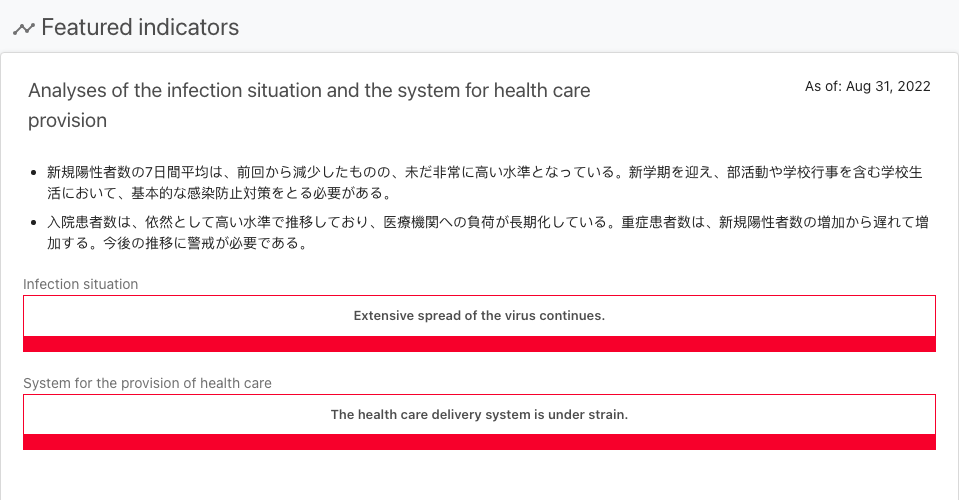 Featured indicators
Analyses of the infection situation and the system for health care
provision
As of: Aug 31, 2022
新規陽性者数の7日間平均は、前回から減少したものの、未だ非常に高い水準となっている。新学期を迎え、部活動や学校行事を含む学校生
活において、基本的な感染防止対策をとる必要がある。
入院患者数は、依然として高い水準で推移しており、医療機関への負荷が長期化している。重症患者数は、新規陽性者数の増加から遅れて増
加する。今後の推移に警戒が必要である。
Infection situation
Extensive spread of the virus continues.
System for the provision of health care
The health care delivery system is under strain.